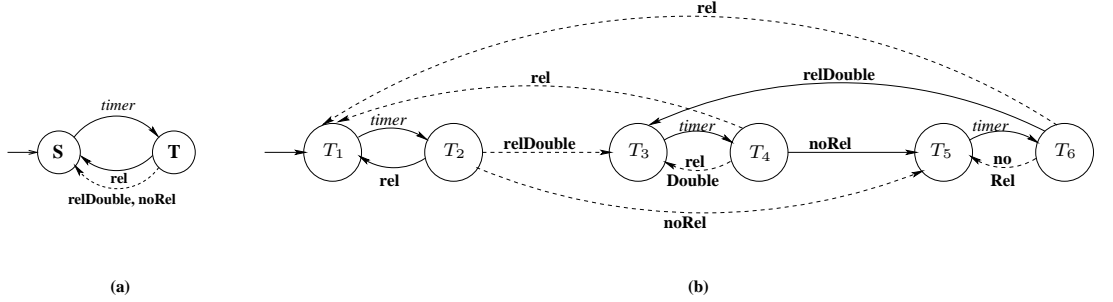 rel
rel
relDouble
timer
S
T
rel
relDouble, noRel
timer
T1
T2
rel
relDouble
noRel
timer
T3
T4
rel
Double
noRel
timer
T5
T6
no
Rel
(a)
(b)